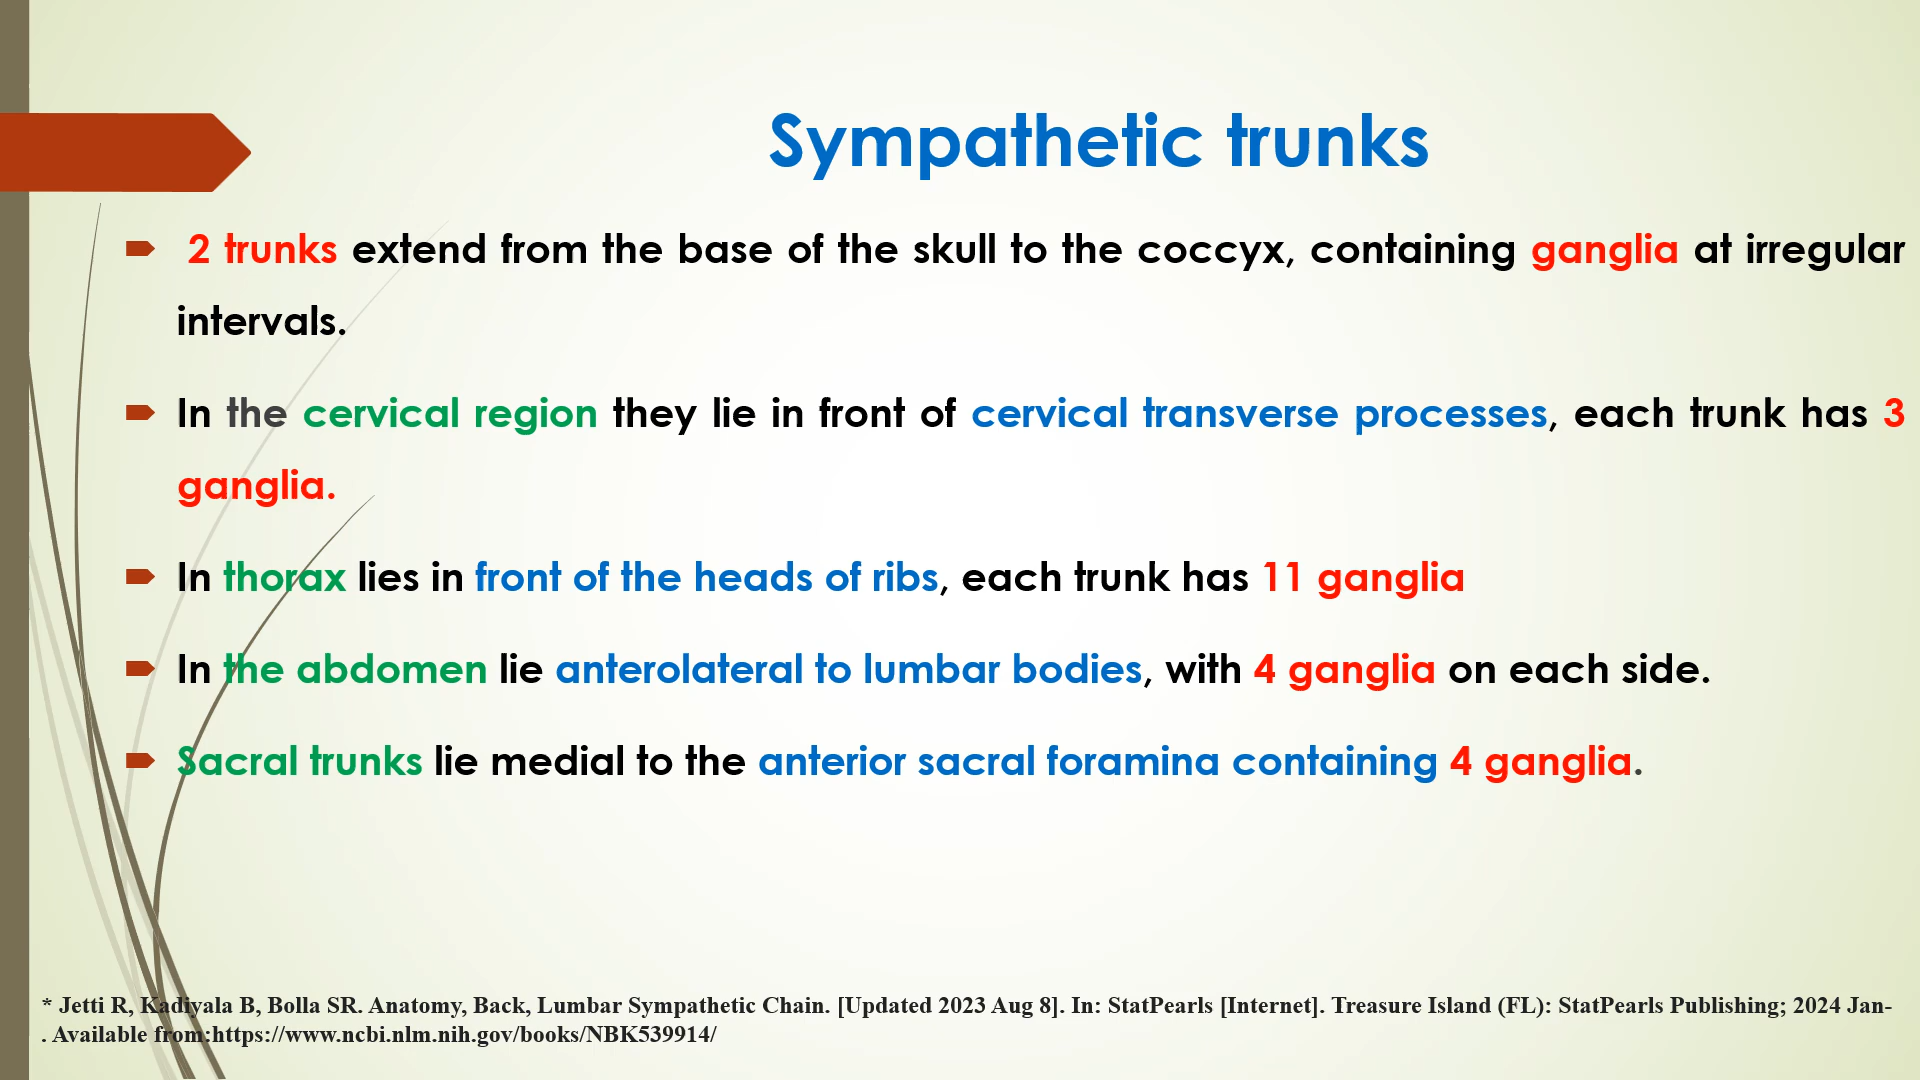 Sympathetic trunks
2 trunks extend from the base of the skull to the coccyx, containing ganglia at irregular
intervals.
In the cervical region they lie in front of cervical transverse processes, each trunk has 3
ganglia.
In thorax lies in front of the heads of ribs, each trunk has 11 ganglia
In the abdomen lie anterolateral to lumbar bodies, with 4 ganglia on each side.
Sacral trunks lie medial to the anterior sacral foramina containing 4 ganglia.
* Jetti R, Kadiyala B, Bolla SR. Anatomy, Back, Lumbar Sympathetic Chain. [Updated 2023 Aug 8]. In: StatPearls [Internet]. Treasure Island (FL): StatPearls Publishing; 2024 Jan-
. Available from:https://www.ncbi.nlm.nih.gov/books/NBK539914/